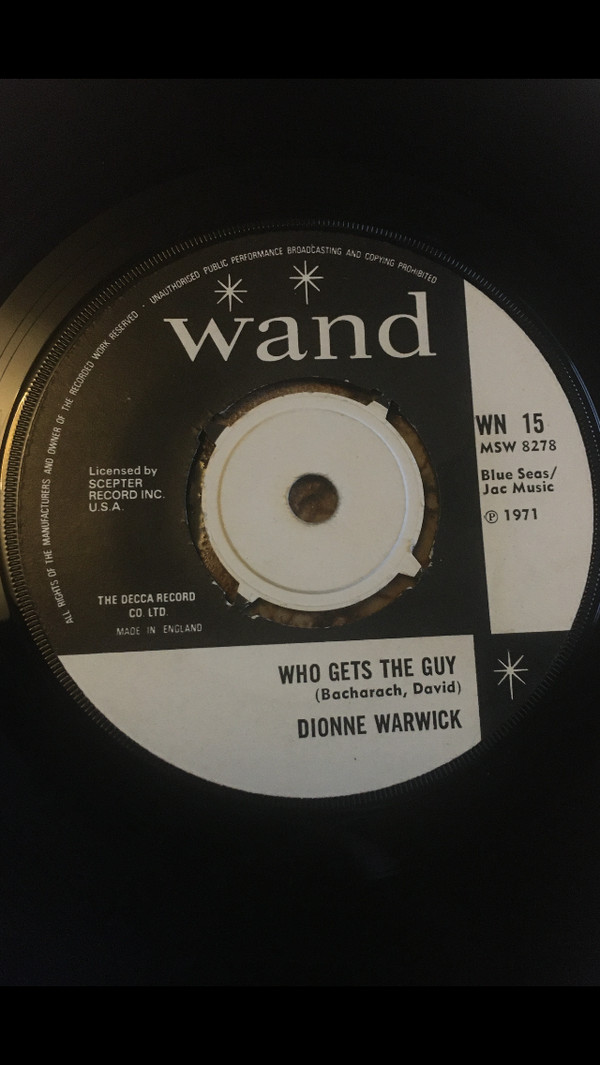 ALL RIGHTS OF THE MANUFACTURERS AND OWNER OF THE RECORDED WORK RESERVED · UNAUTHORISED PUBLIC PERFORMANCE BROADCASTING AND COPYING PROHIBITED
wand
WN 15
MSW 8278
Blue Seas/
Jac Music
℗ 1971
Licensed by
SCEPTER
RECORD INC.
U.S.A.
THE DECCA RECORD
CO LTD.
MADE IN ENGLAND
WHO GETS THE GUY
(Bacharach, David)
DIONNE WARWICK